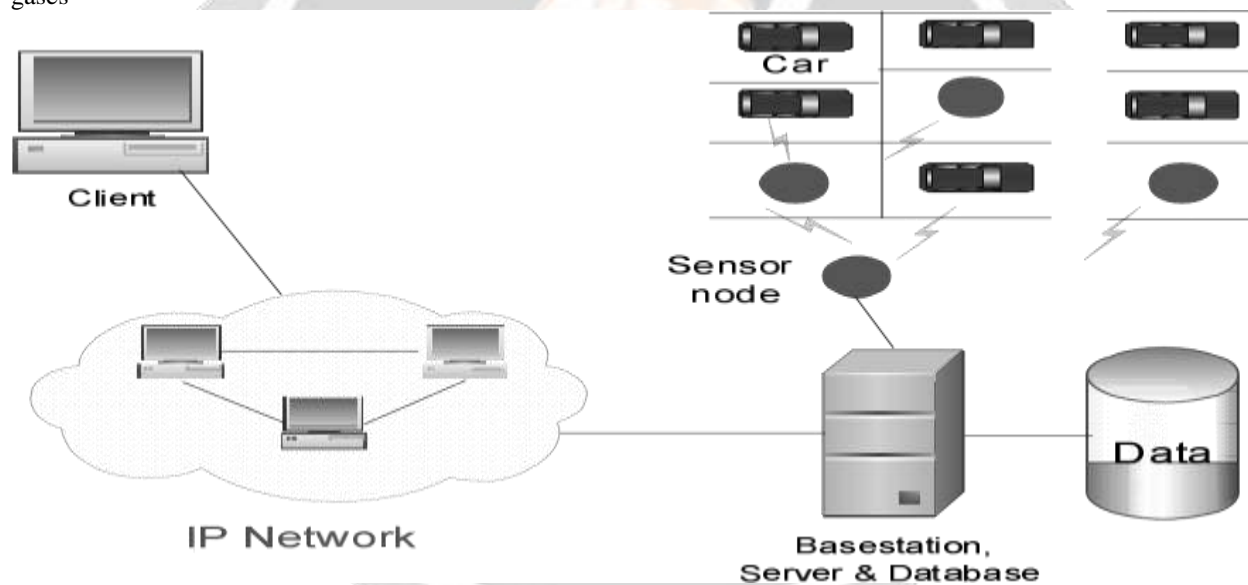 gases
Car
Client
Sensor
node
Data
IP Network
Basestation,
Server & Database